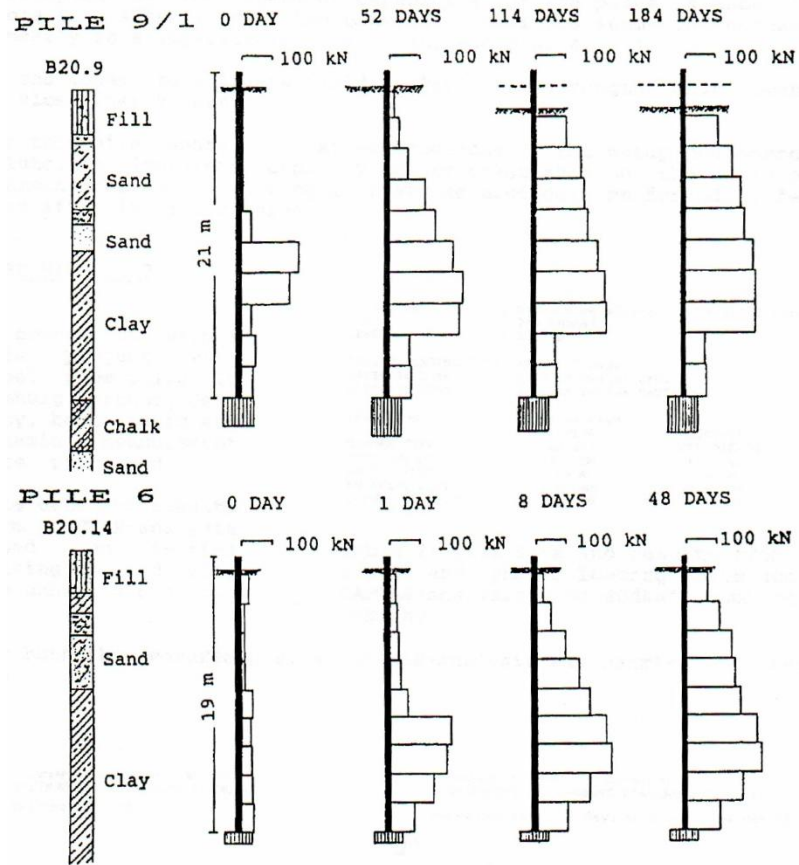 PILE 9/1 0 DAY 52 DAYS 114 DAYS 184 DAYS
100 kN 100 kN 100 kN 100 kN
B20.9
Fill
Sand
Sand
21 m
Clay
Chalk
Sand
PILE 6 0 DAY 1 DAY 8 DAYS 48 DAYS
B20.14
100 kN 100 kN 100 kN 100 kN
Fill
Sand
19 m
Clay